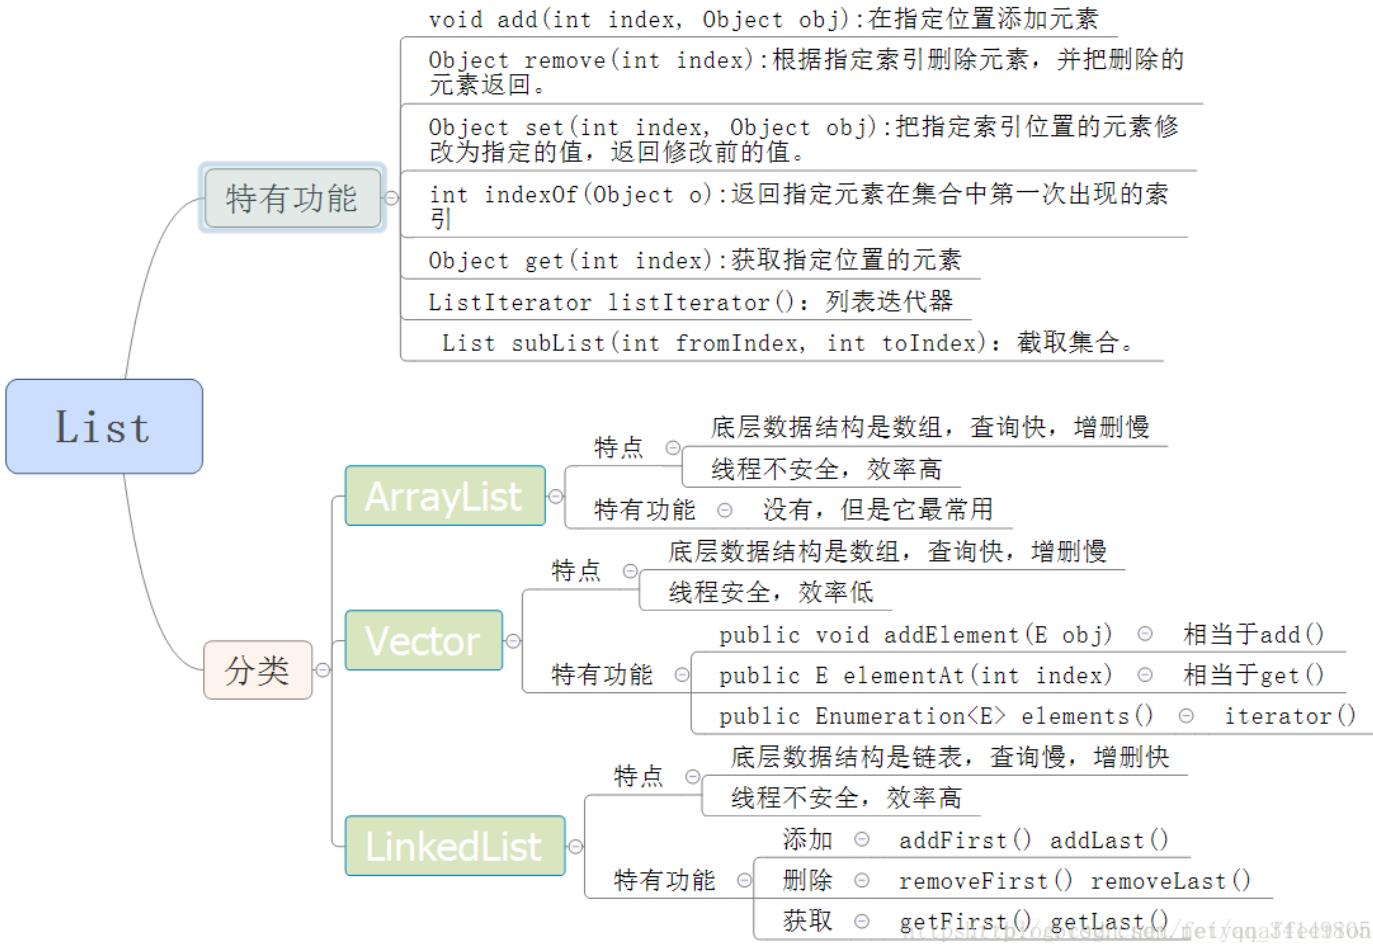 void add(int index, Object obj):在指定位置添加元素
Object remove(int index):根据指定索引删除元素，并把删除的
元素返回。
Object set(int index, Object obj):把指定索引位置的元素修
改为指定的值，返回修改前的值。
特有功能
int indexOf(Object o):返回指定元素在集合中第一次出现的索
引
Object get(int index):获取指定位置的元素
ListIterator listIterator()：列表迭代器
List subList(int fromIndex, int toIndex)：截取集合。
List
底层数据结构是数组，查询快，增删慢
特点
线程不安全，效率高
ArrayList
特有功能 没有，但是它最常用
底层数据结构是数组，查询快，增删慢
特点
线程安全，效率低
Vector
public void addElement(E obj) 相当于add()
分类
特有功能 public E elementAt(int index) 相当于get()
public Enumeration<E> elements() iterator()
底层数据结构是链表，查询慢，增删快
特点
线程不安全，效率高
LinkedList
添加 addFirst() addLast()
特有功能 删除 removeFirst() removeLast()
获取 getFirst() getLast()